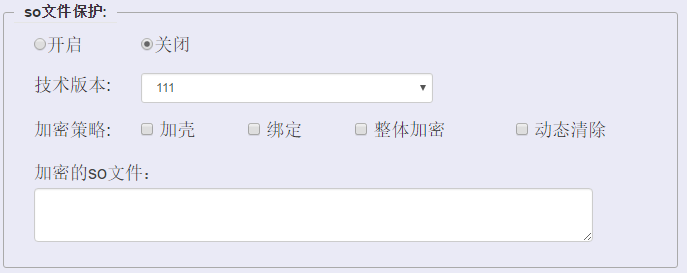 so文件保护:
开启 关闭
技术版本: 111
加密策略: 加壳 绑定 整体加密 动态清除
加密的so文件：